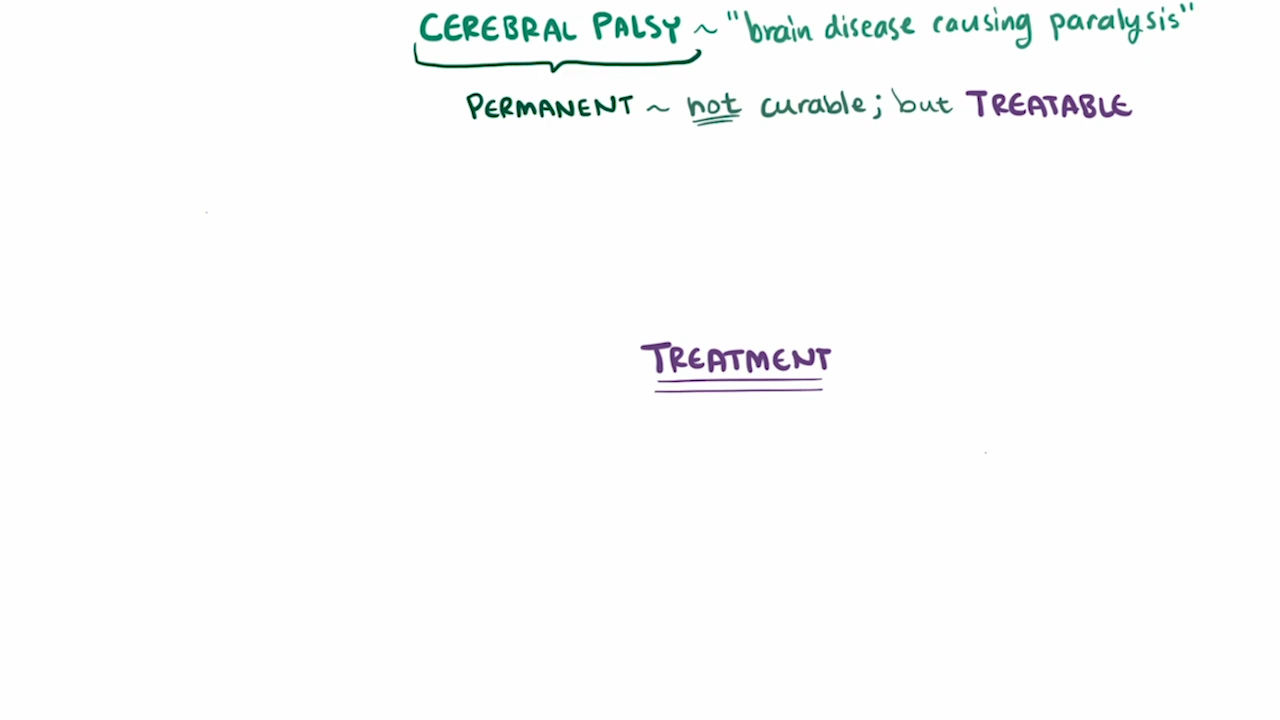 CEREBRAL PALSY ~ "brain disease causing paralysis"
PERMANENT ~ not curable; but TREATABLE
TREATMENT